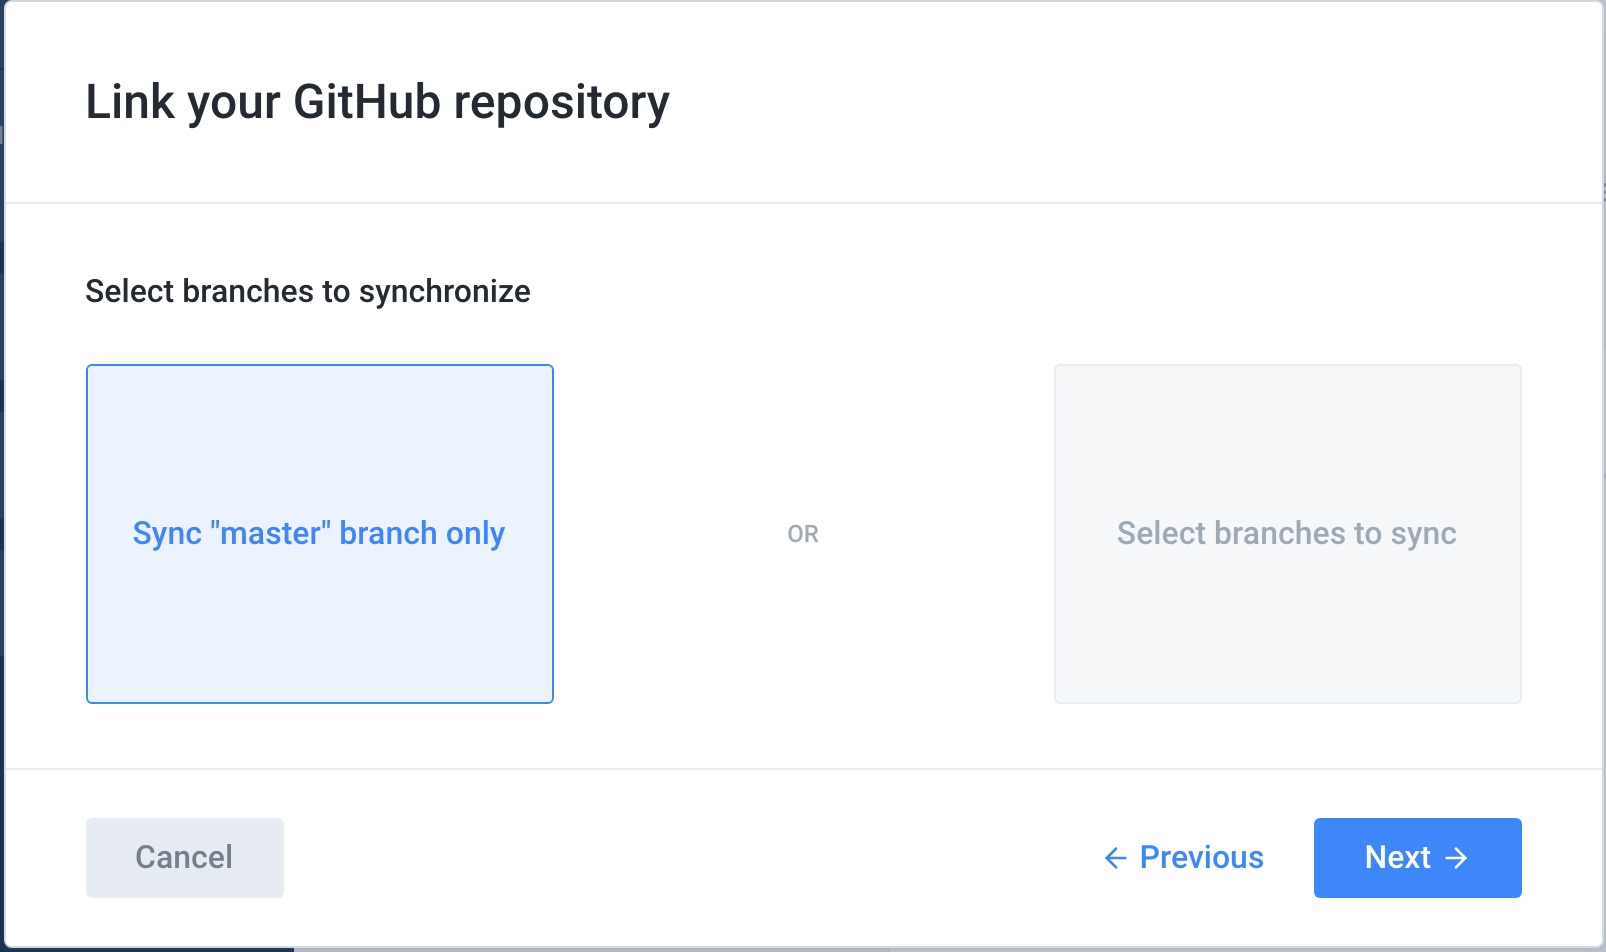 Link your GitHub repository
Select branches to synchronize
Sync "master" branch only
OR
Select branches to sync
Cancel
← Previous
Next →